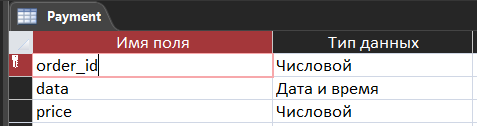 Payment
Имя поля Тип данных
order_id Числовой
data Дата и время
price Числовой